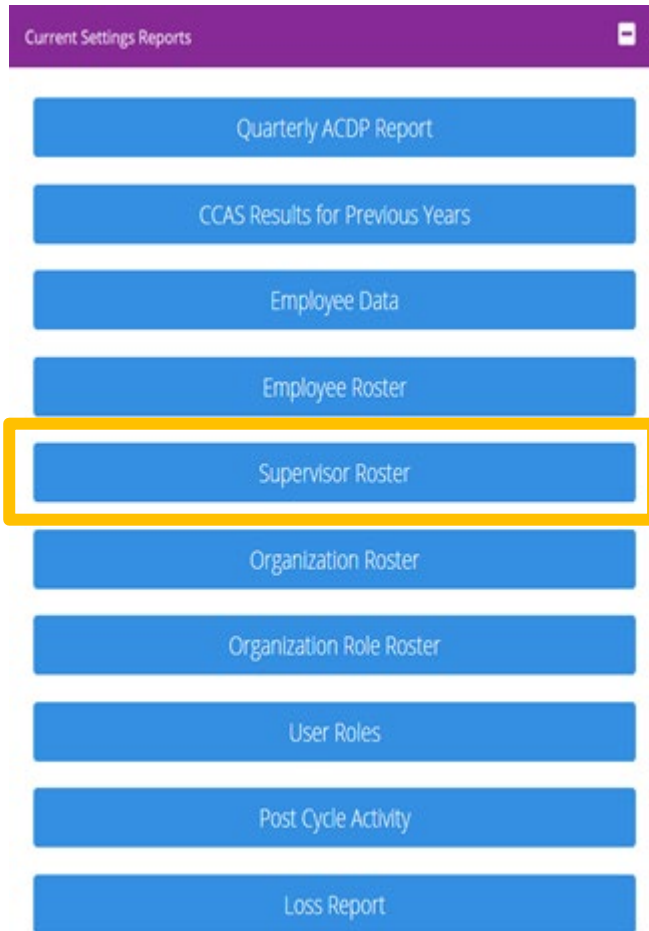 Current Settings Reports
Quarterly ACDP Report
CCAS Results for Previous Years
Employee Data
Employee Roster
Supervisor Roster
Organization Roster
Organization Role Roster
User Roles
Post Cycle Activity
Loss Report